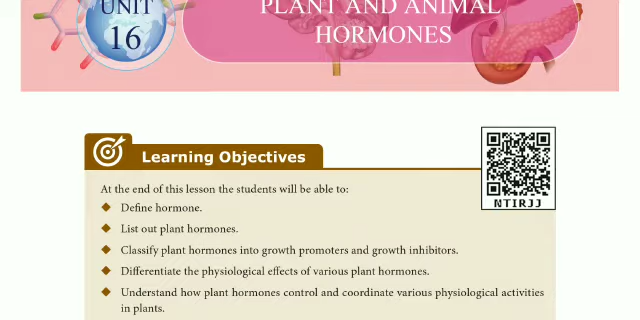 UNIT
16
PLANT AND ANIMAL
HORMONES
Learning Objectives
NTIRJJ
At the end of this lesson the students will be able to:
◆ Define hormone.
◆ List out plant hormones.
◆ Classify plant hormones into growth promoters and growth inhibitors.
◆ Differentiate the physiological effects of various plant hormones.
◆ Understand how plant hormones control and coordinate various physiological activities
in plants.